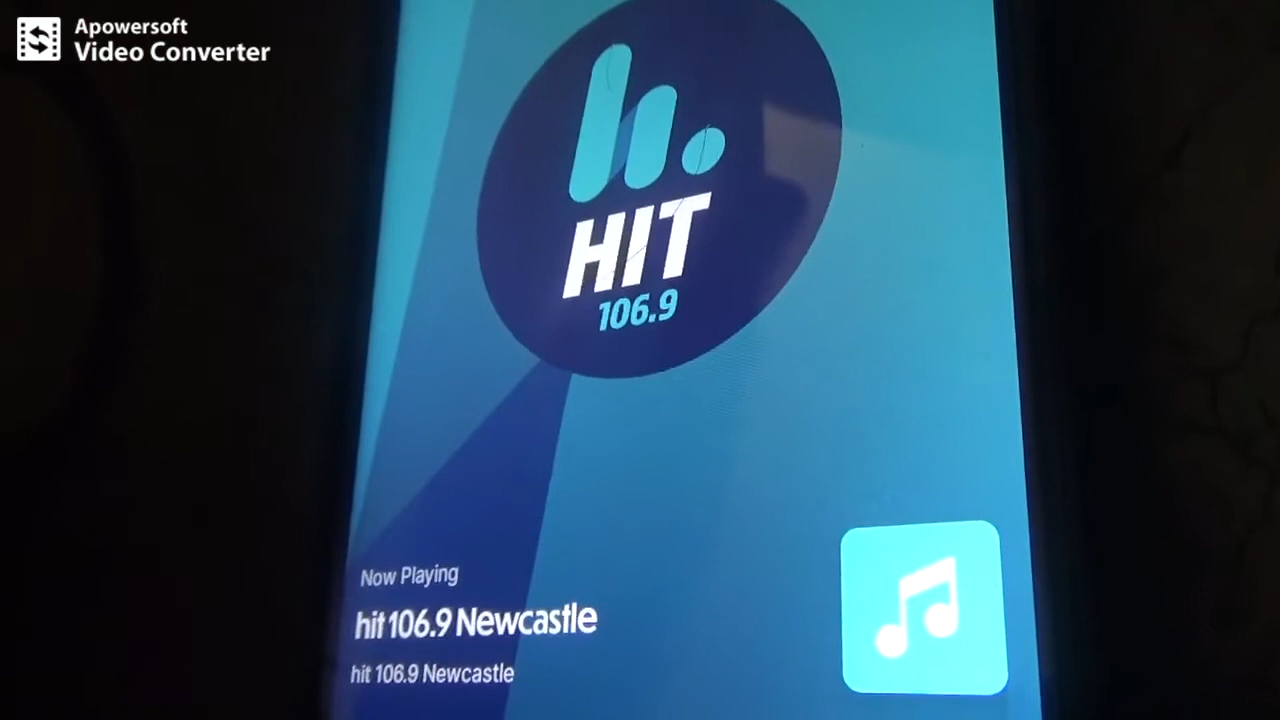 Apowersoft
Video Converter
h.
HIT
106.9
Now Playing
hit 106.9 Newcastle
hit 106.9 Newcastle